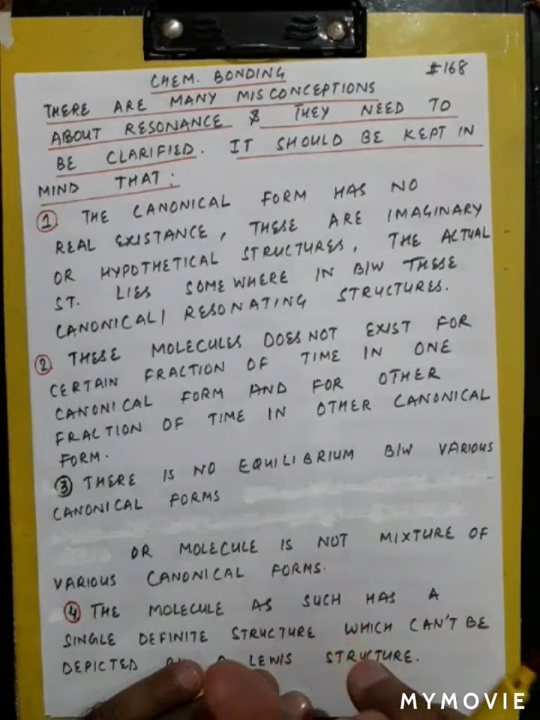 CHEM. BONDING #168
THERE ARE MANY MISCONCEPTIONS
ABOUT RESONANCE & THEY NEED TO
BE CLARIFIED. IT SHOULD BE KEPT IN
MIND THAT:
① THE CANONICAL FORM HAS NO
REAL EXISTANCE, THESE ARE IMAGINARY
OR HYPOTHETICAL STRUCTURES, THE ACTUAL
ST. LIES SOMEWHERE IN B/W THESE
CANONICAL/RESONATING STRUCTURES.
② THESE MOLECULES DOES NOT EXIST FOR
CERTAIN FRACTION OF TIME IN ONE
CANONICAL FORM AND FOR OTHER
FRACTION OF TIME IN OTHER CANONICAL
FORM.
③ THERE IS NO EQUILIBRIUM B/W VARIOUS
CANONICAL FORMS
OR MOLECULE IS NOT MIXTURE OF
VARIOUS CANONICAL FORMS.
④ THE MOLECULE AS SUCH HAS A
SINGLE DEFINITE STRUCTURE WHICH CAN'T BE
DEPICTED LEWIS STRUCTURE.
MYMOVIE